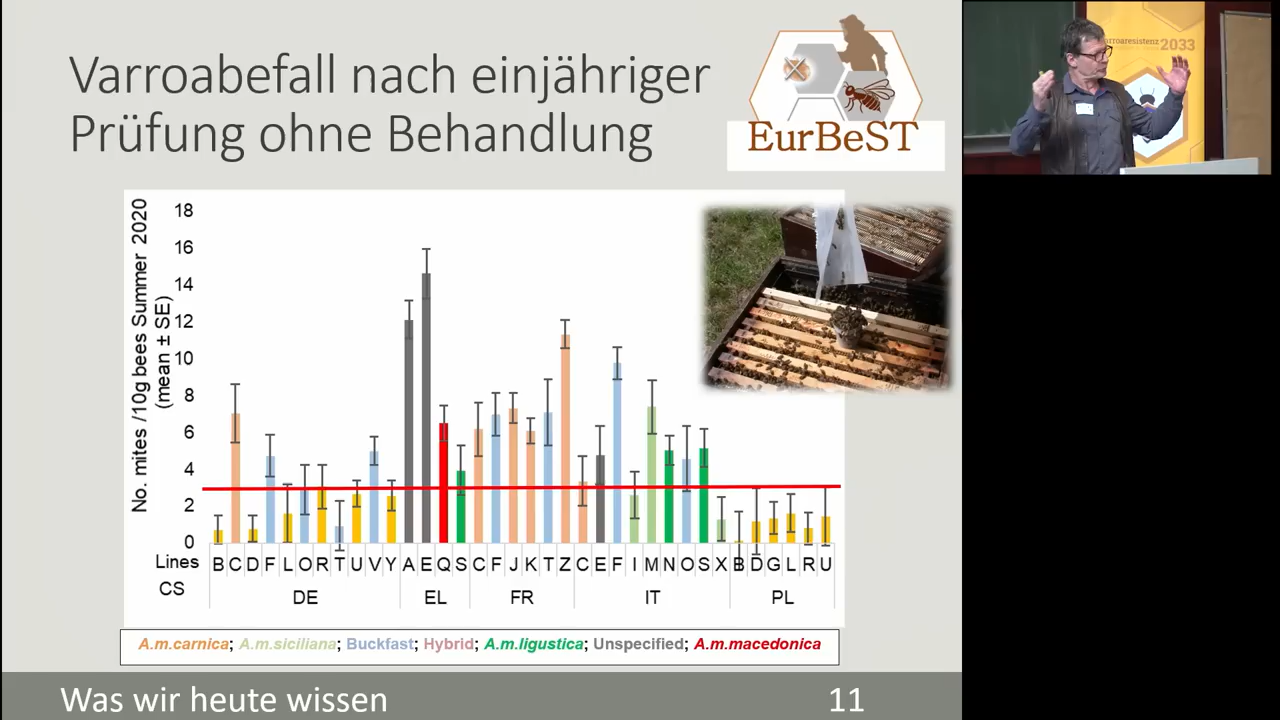 Varroabefall nach einjähriger
Prüfung ohne Behandlung
EurBeST
No. mites /10g bees Summer 2020
(mean ± SE)
18
16
14
12
10
8
6
4
2
0
Lines B C D F L O R T U V Y A E Q S C F J K T Z C E F I M N O S X B D G L R U
CS DE EL FR IT PL
A.m.carnica; A.m.siciliana; Buckfast; Hybrid; A.m.ligustica; Unspecified; A.m.macedonica
Was wir heute wissen 11
arroaresistenz 2033